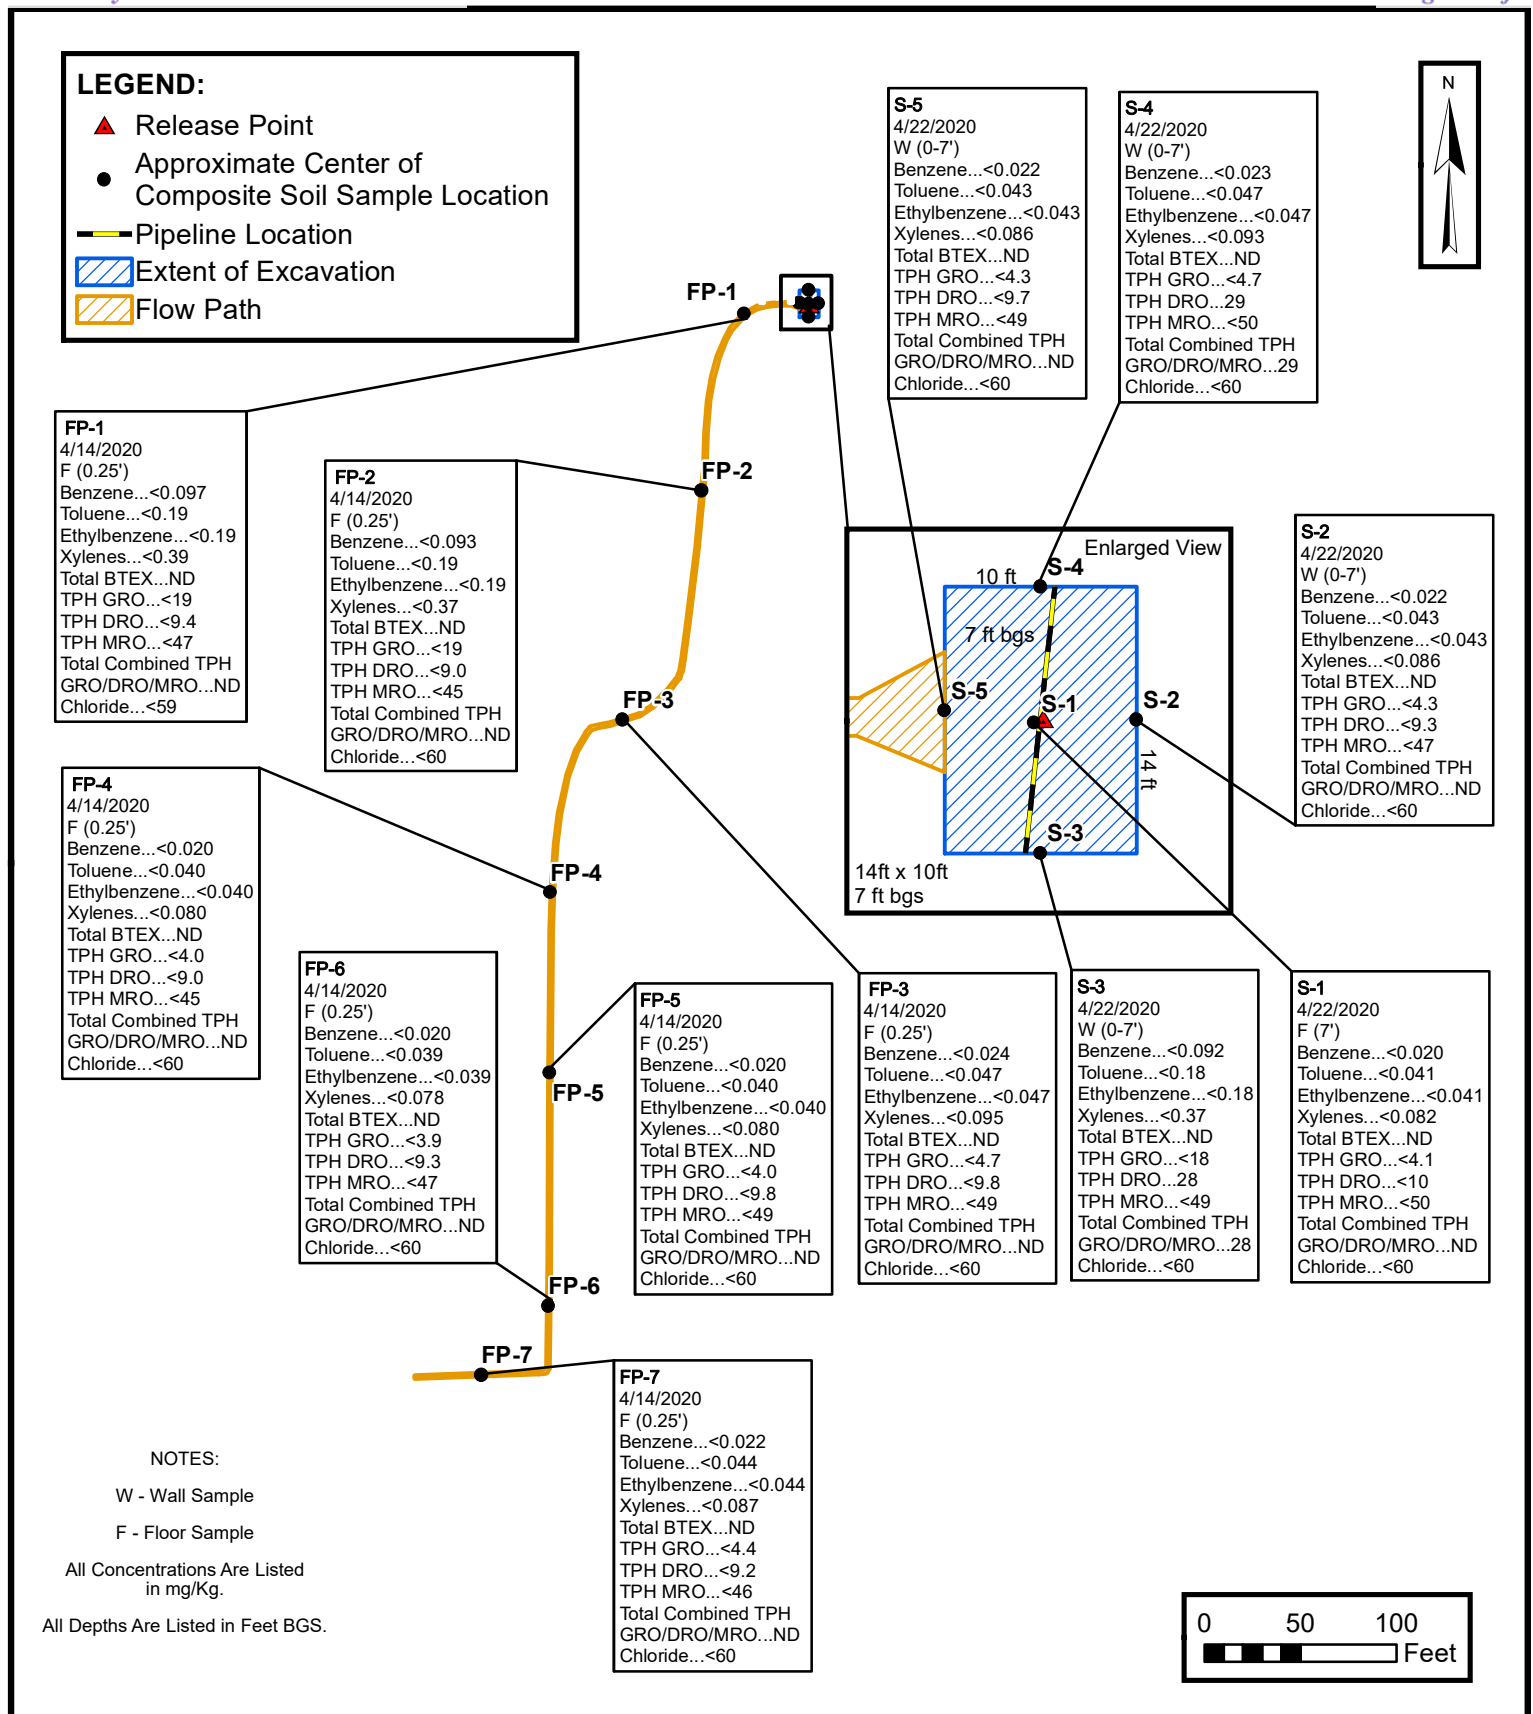 LEGEND:
Release Point
Approximate Center of
Composite Soil Sample Location
Pipeline Location
Extent of Excavation
Flow Path
N
S-5
4/22/2020
W (0-7')
Benzene...<0.022
Toluene...<0.043
Ethylbenzene...<0.043
Xylenes...<0.086
Total BTEX...ND
TPH GRO...<4.3
TPH DRO...<9.7
TPH MRO...<49
Total Combined TPH
GRO/DRO/MRO...ND
Chloride...<60
S-4
4/22/2020
W (0-7')
Benzene...<0.023
Toluene...<0.047
Ethylbenzene...<0.047
Xylenes...<0.093
Total BTEX...ND
TPH GRO...<4.7
TPH DRO...29
TPH MRO...<50
Total Combined TPH
GRO/DRO/MRO...29
Chloride...<60
FP-1
FP-2
FP-3
FP-4
FP-5
FP-6
FP-7
FP-1
4/14/2020
F (0.25')
Benzene...<0.097
Toluene...<0.19
Ethylbenzene...<0.19
Xylenes...<0.39
Total BTEX...ND
TPH GRO...<19
TPH DRO...<9.4
TPH MRO...<47
Total Combined TPH
GRO/DRO/MRO...ND
Chloride...<59
FP-2
4/14/2020
F (0.25')
Benzene...<0.093
Toluene...<0.19
Ethylbenzene...<0.19
Xylenes...<0.37
Total BTEX...ND
TPH GRO...<19
TPH DRO...<9.0
TPH MRO...<45
Total Combined TPH
GRO/DRO/MRO...ND
Chloride...<60
Enlarged View
10 ft
S-4
7 ft bgs
S-5
S-1
S-2
14 ft
S-3
14ft x 10ft
7 ft bgs
S-2
4/22/2020
W (0-7')
Benzene...<0.022
Toluene...<0.043
Ethylbenzene...<0.043
Xylenes...<0.086
Total BTEX...ND
TPH GRO...<4.3
TPH DRO...<9.3
TPH MRO...<47
Total Combined TPH
GRO/DRO/MRO...ND
Chloride...<60
FP-4
4/14/2020
F (0.25')
Benzene...<0.020
Toluene...<0.040
Ethylbenzene...<0.040
Xylenes...<0.080
Total BTEX...ND
TPH GRO...<4.0
TPH DRO...<9.0
TPH MRO...<45
Total Combined TPH
GRO/DRO/MRO...ND
Chloride...<60
FP-6
4/14/2020
F (0.25')
Benzene...<0.020
Toluene...<0.039
Ethylbenzene...<0.039
Xylenes...<0.078
Total BTEX...ND
TPH GRO...<3.9
TPH DRO...<9.3
TPH MRO...<47
Total Combined TPH
GRO/DRO/MRO...ND
Chloride...<60
FP-5
4/14/2020
F (0.25')
Benzene...<0.020
Toluene...<0.040
Ethylbenzene...<0.040
Xylenes...<0.080
Total BTEX...ND
TPH GRO...<4.0
TPH DRO...<9.8
TPH MRO...<49
Total Combined TPH
GRO/DRO/MRO...ND
Chloride...<60
FP-3
4/14/2020
F (0.25')
Benzene...<0.024
Toluene...<0.047
Ethylbenzene...<0.047
Xylenes...<0.095
Total BTEX...ND
TPH GRO...<4.7
TPH DRO...<9.8
TPH MRO...<49
Total Combined TPH
GRO/DRO/MRO...ND
Chloride...<60
S-3
4/22/2020
W (0-7')
Benzene...<0.092
Toluene...<0.18
Ethylbenzene...<0.18
Xylenes...<0.37
Total BTEX...ND
TPH GRO...<18
TPH DRO...28
TPH MRO...<49
Total Combined TPH
GRO/DRO/MRO...28
Chloride...<60
S-1
4/22/2020
F (7')
Benzene...<0.020
Toluene...<0.041
Ethylbenzene...<0.041
Xylenes...<0.082
Total BTEX...ND
TPH GRO...<4.1
TPH DRO...<10
TPH MRO...<50
Total Combined TPH
GRO/DRO/MRO...ND
Chloride...<60
FP-7
4/14/2020
F (0.25')
Benzene...<0.022
Toluene...<0.044
Ethylbenzene...<0.044
Xylenes...<0.087
Total BTEX...ND
TPH GRO...<4.4
TPH DRO...<9.2
TPH MRO...<46
Total Combined TPH
GRO/DRO/MRO...ND
Chloride...<60
NOTES:
W - Wall Sample
F - Floor Sample
All Concentrations Are Listed
in mg/Kg.
All Depths Are Listed in Feet BGS.
0 50 100
Feet